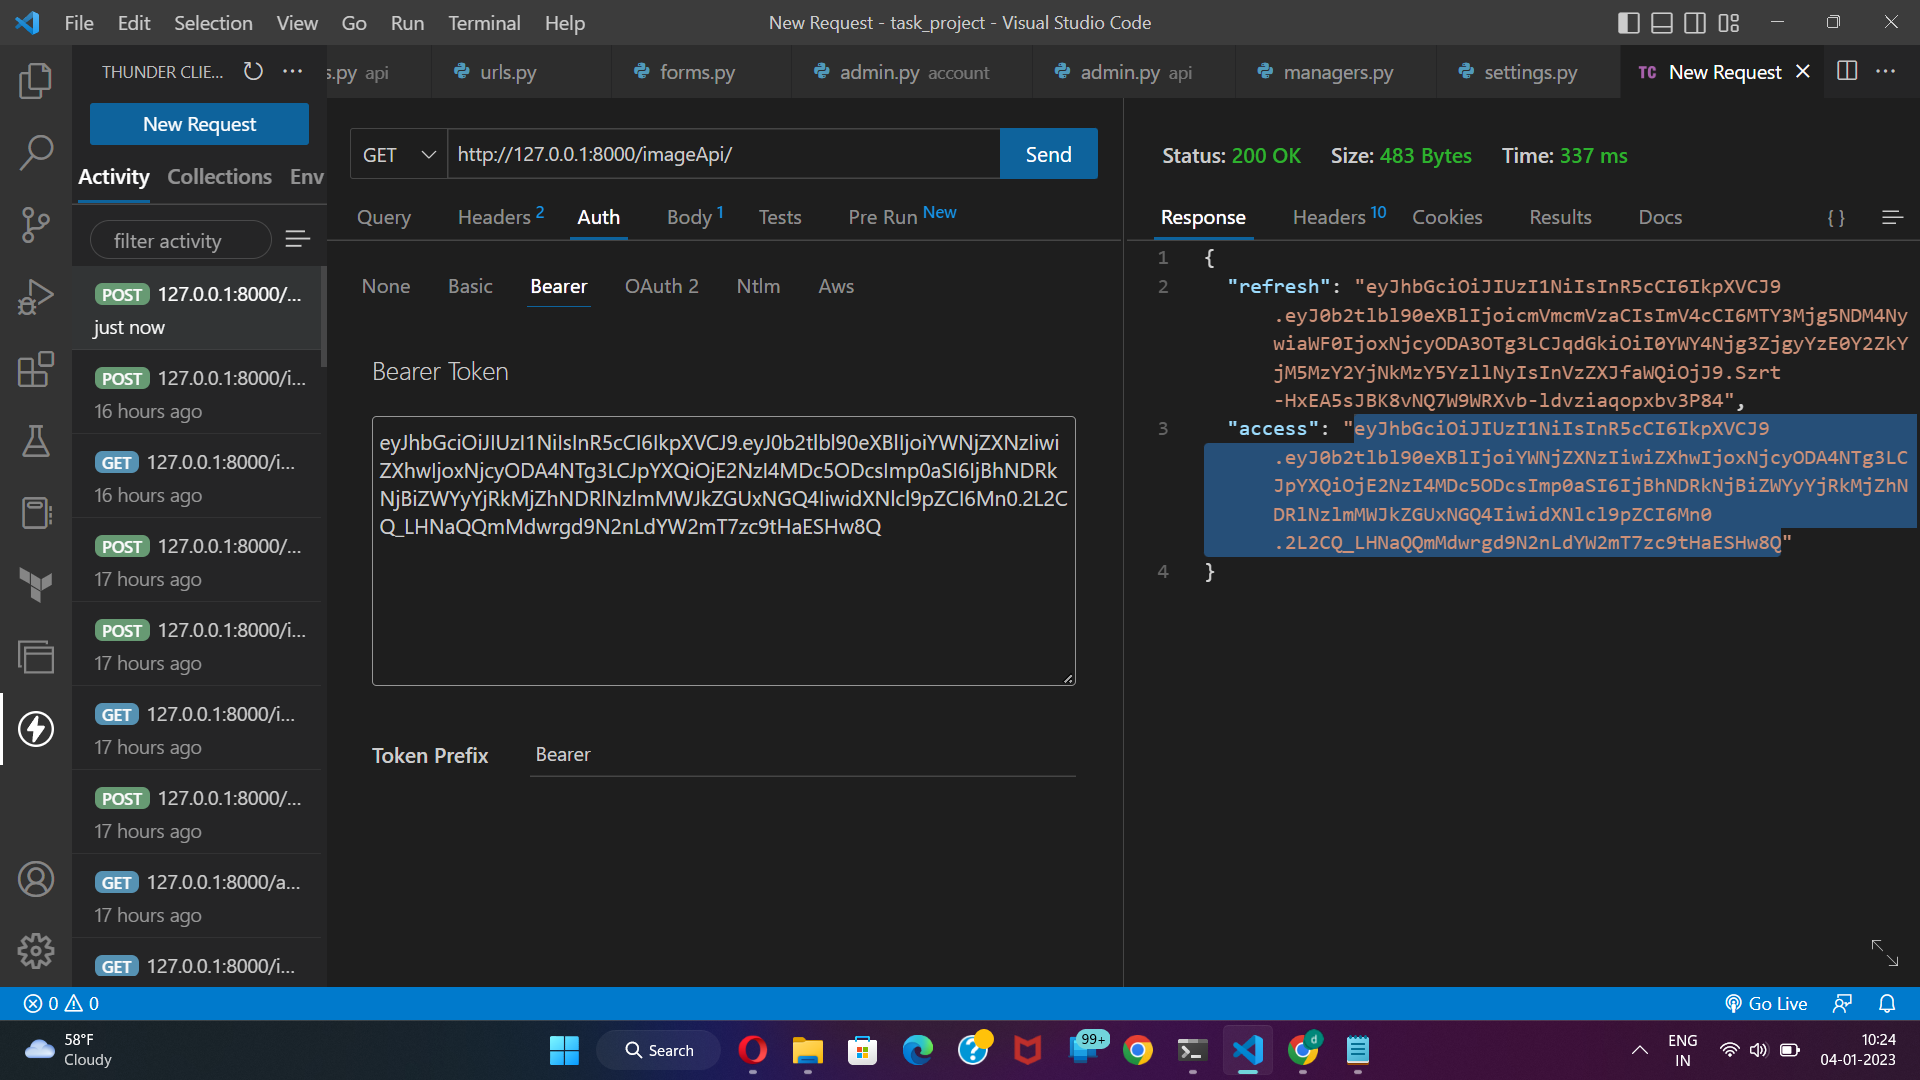 File Edit Selection View Go Run Terminal Help
New Request - task_project - Visual Studio Code
THUNDER CLIE...
s.py api
urls.py
forms.py
admin.py account
admin.py api
managers.py
settings.py
TC New Request
New Request
Activity Collections Env
filter activity
POST 127.0.0.1:8000/...
just now
POST 127.0.0.1:8000/i...
16 hours ago
GET 127.0.0.1:8000/i...
16 hours ago
POST 127.0.0.1:8000/...
17 hours ago
POST 127.0.0.1:8000/i...
17 hours ago
GET 127.0.0.1:8000/i...
17 hours ago
POST 127.0.0.1:8000/...
17 hours ago
GET 127.0.0.1:8000/a...
17 hours ago
GET 127.0.0.1:8000/i...
GET http://127.0.0.1:8000/imageApi/ Send
Query Headers 2 Auth Body 1 Tests Pre Run New
None Basic Bearer OAuth 2 Ntlm Aws
Bearer Token
eyJhbGciOiJIUzI1NiIsInR5cCI6IkpXVCJ9.eyJ0b2tlbl90eXBlIjoiYWNjZXNzIiwi
ZXhwIjoxNjcyODA4NTg3LCJpYXQiOjE2NzI4MDc5ODcsImp0aSI6IjBhNDRk
NjBiZWYyYjRkMjZhNDRlNzlmMWJkZGUxNGQ4IiwidXNlcl9pZCI6Mn0.2L2C
Q_LHNaQQmMdwrgd9N2nLdYW2mT7zc9tHaESHw8Q
Token Prefix Bearer
Status: 200 OK Size: 483 Bytes Time: 337 ms
Response Headers 10 Cookies Results Docs { }
1 {
2 "refresh": "eyJhbGciOiJIUzI1NiIsInR5cCI6IkpXVCJ9
.eyJ0b2tlbl90eXBlIjoicmVmcmVzaCIsImV4cCI6MTY3Mjg5NDM4Ny
wiaWF0IjoxNjcyODA3OTg3LCJqdGkiOiI0YWY4Njg3ZjgyYzE0Y2ZkY
jM5MzY2YjNkMzY5YzllNyIsInVzZXJfaWQiOjJ9.Szrt
-HxEA5sJBK8vNQ7W9WRXvb-ldvziaqopxbv3P84",
3 "access": "eyJhbGciOiJIUzI1NiIsInR5cCI6IkpXVCJ9
.eyJ0b2tlbl90eXBlIjoiYWNjZXNzIiwiZXhwIjoxNjcyODA4NTg3LC
JpYXQiOjE2NzI4MDc5ODcsImp0aSI6IjBhNDRkNjBiZWYyYjRkMjZhN
DRlNzlmMWJkZGUxNGQ4IiwidXNlcl9pZCI6Mn0
.2L2CQ_LHNaQQmMdwrgd9N2nLdYW2mT7zc9tHaESHw8Q"
4 }
0 0
Go Live
58°F
Cloudy
Search
99+
d
ENG
IN
10:24
04-01-2023